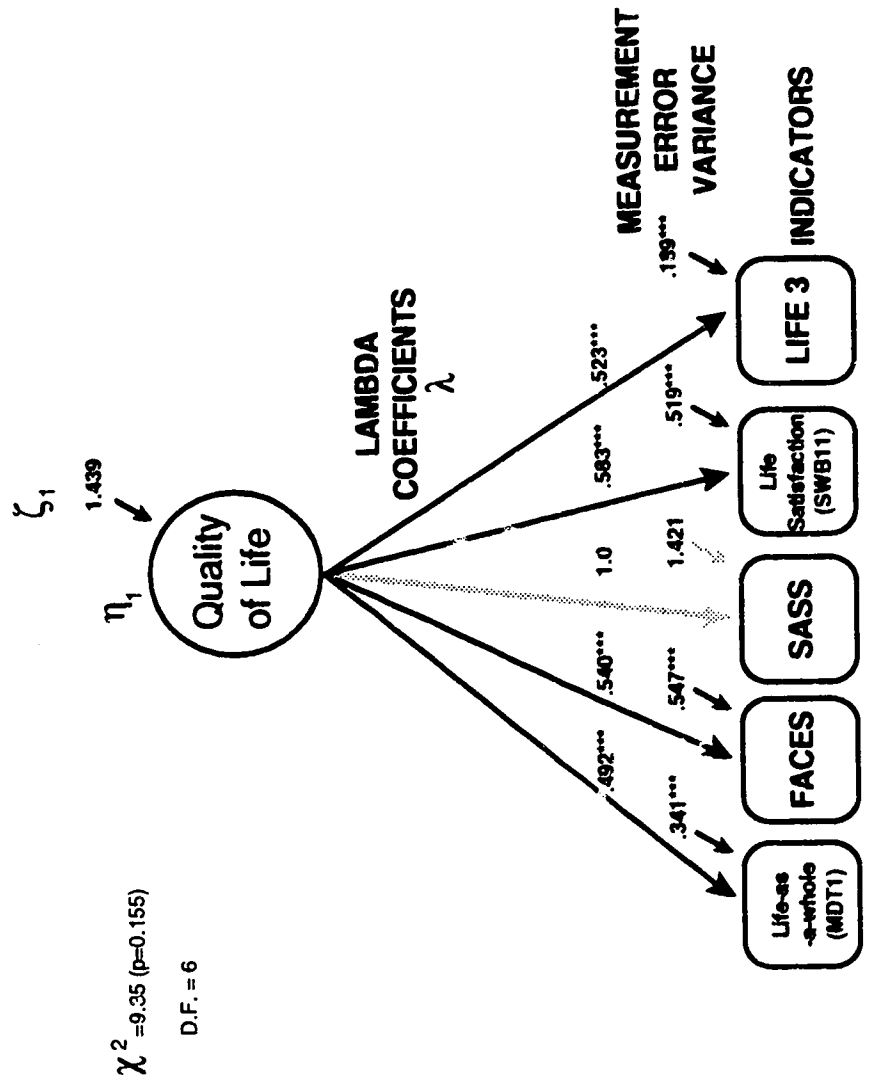 χ² =9.35 (p=0.155)
D.F. = 6
ζ₁
1.439
η₁
Quality
of Life
LAMBDA
COEFFICIENTS
λ
.492***
.540***
1.0
.583***
.523***
MEASUREMENT
ERROR
VARIANCE
.341***
.547***
1.421
.519***
INDICATORS
Life-as
-a-whole
(MDT1)
FACES
SASS
Life
Satisfaction
(SWB11)
LIFE 3